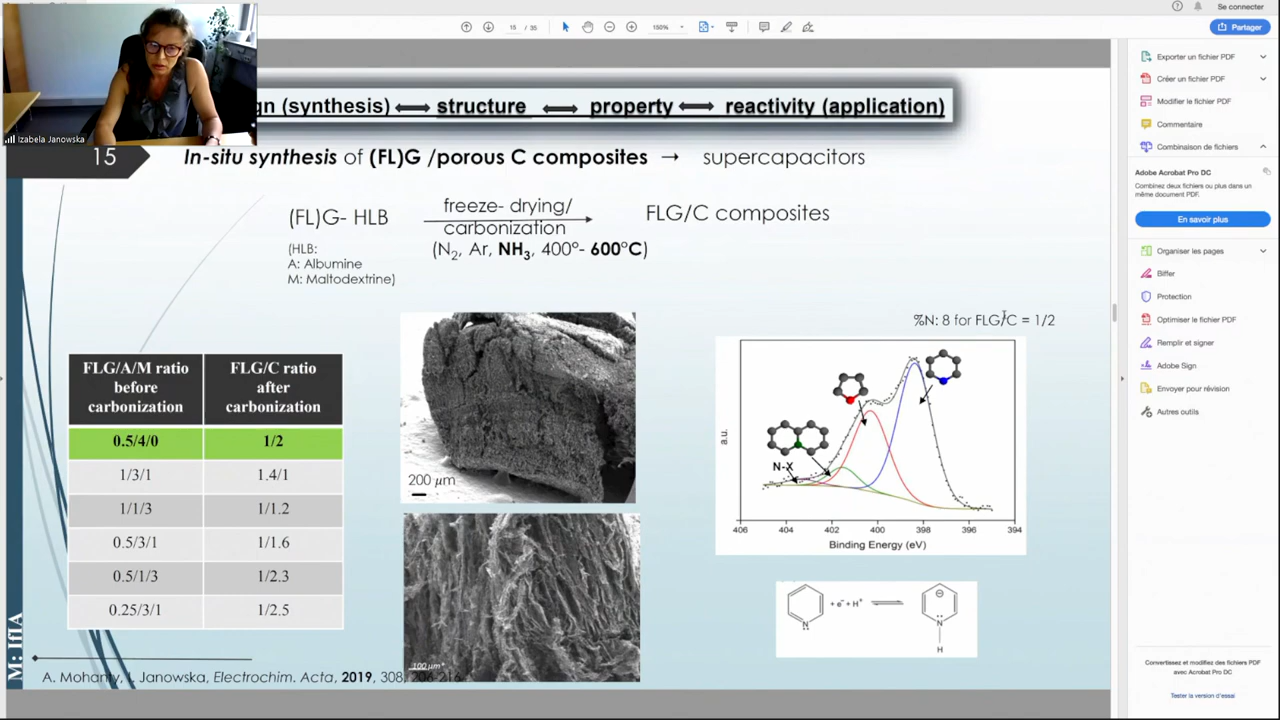 Se connecter
15 / 35
150%
Partager
Izabela Janowska
gn (synthesis) ⟺ structure ⟺ property ⟺ reactivity (application)
15
In-situ synthesis of (FL)G /porous C composites → supercapacitors
(FL)G- HLB
freeze- drying/
carbonization
FLG/C composites
(HLB:
A: Albumine
M: Maltodextrine)
(N2, Ar, NH3, 400°- 600°C)
%N: 8 for FLG/C = 1/2
FLG/A/M ratio before carbonization FLG/C ratio after carbonization
0.5/4/0 1/2
1/3/1 1.4/1
1/1/3 1/1.2
0.5/3/1 1/1.6
0.5/1/3 1/2.3
0.25/3/1 1/2.5
200 µm
100 µm
a.u.
N-X
406 404 402 400 398 396 394
Binding Energy (eV)
N + e⁻ + H⁺ ⇌ N
H
M: IfIA
A. Mohanty, I. Janowska, Electrochim. Acta, 2019, 308,
Exporter un fichier PDF
Créer un fichier PDF
Modifier le fichier PDF
Commentaire
Combinaison de fichiers
Adobe Acrobat Pro DC
Combinez deux fichiers ou plus dans un
même document PDF.
En savoir plus
Organiser les pages
Biffer
Protection
Optimiser le fichier PDF
Remplir et signer
Adobe Sign
Envoyer pour révision
Autres outils
Convertissez et modifiez des fichiers PDF
avec Acrobat Pro DC
Tester la version d'essai